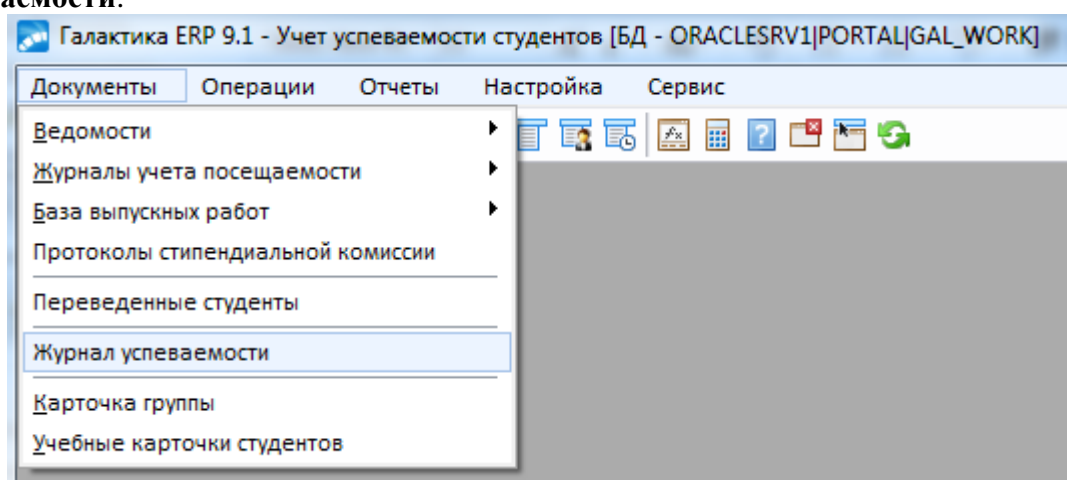 аемости.
Галактика ERP 9.1 - Учет успеваемости студентов [БД - ORACLESRV1|PORTAL|GAL_WORK]
Документы Операции Отчеты Настройка Сервис
Ведомости
Журналы учета посещаемости
База выпускных работ
Протоколы стипендиальной комиссии
Переведенные студенты
Журнал успеваемости
Карточка группы
Учебные карточки студентов